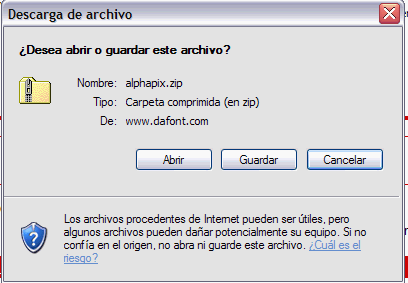 Descarga de archivo
¿Desea abrir o guardar este archivo?
Nombre: alphapix.zip
Tipo: Carpeta comprimida (en zip)
De: www.dafont.com
Abrir Guardar Cancelar
Los archivos procedentes de Internet pueden ser útiles, pero
algunos archivos pueden dañar potencialmente su equipo. Si no
confía en el origen, no abra ni guarde este archivo. ¿Cuál es el
riesgo?